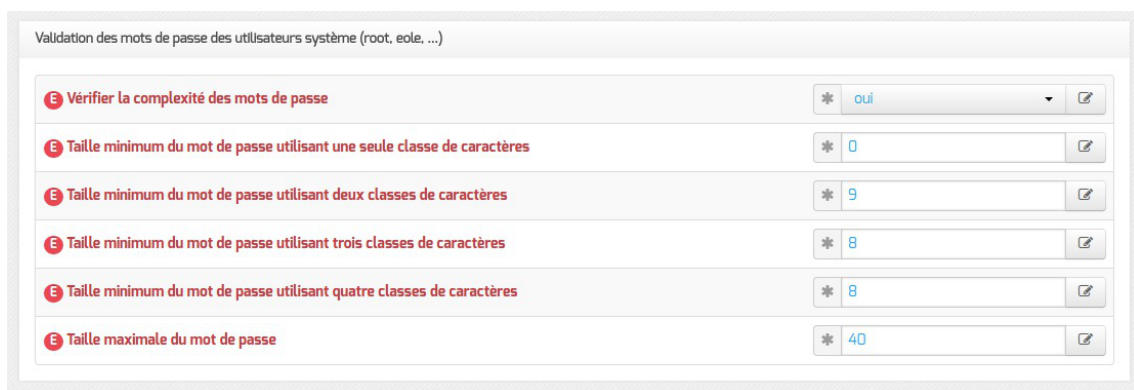 Validation des mots de passe des utilisateurs système (root, eole, ...)
E Vérifier la complexité des mots de passe * oui
E Taille minimum du mot de passe utilisant une seule classe de caractères * 0
E Taille minimum du mot de passe utilisant deux classes de caractères * 9
E Taille minimum du mot de passe utilisant trois classes de caractères * 8
E Taille minimum du mot de passe utilisant quatre classes de caractères * 8
E Taille maximale du mot de passe * 40